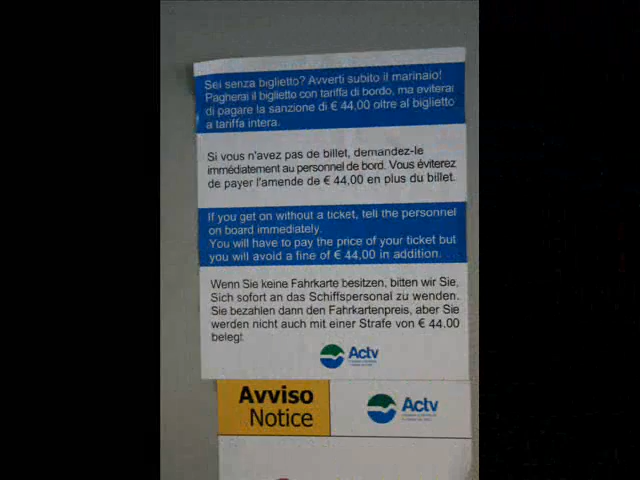 Sei senza biglietto? Avverti subito il marinaio!
Pagherai il biglietto con tariffa di bordo, ma eviterai
di pagare la sanzione di € 44,00 oltre al biglietto
a tariffa intera.
Si vous n'avez pas de billet, demandez-le
immédiatement au personnel de bord. Vous éviterez
de payer l'amende de € 44,00 en plus du billet.
If you get on without a ticket, tell the personnel
on board immediately.
You will have to pay the price of your ticket but
you will avoid a fine of € 44,00 in addition.
Wenn Sie keine Fahrkarte besitzen, bitten wir Sie,
Sich sofort an das Schiffspersonal zu wenden.
Sie bezahlen dann den Fahrkartenpreis, aber Sie
werden nicht auch mit einer Strafe von € 44.00
belegt
Actv
Avviso
Notice
Actv